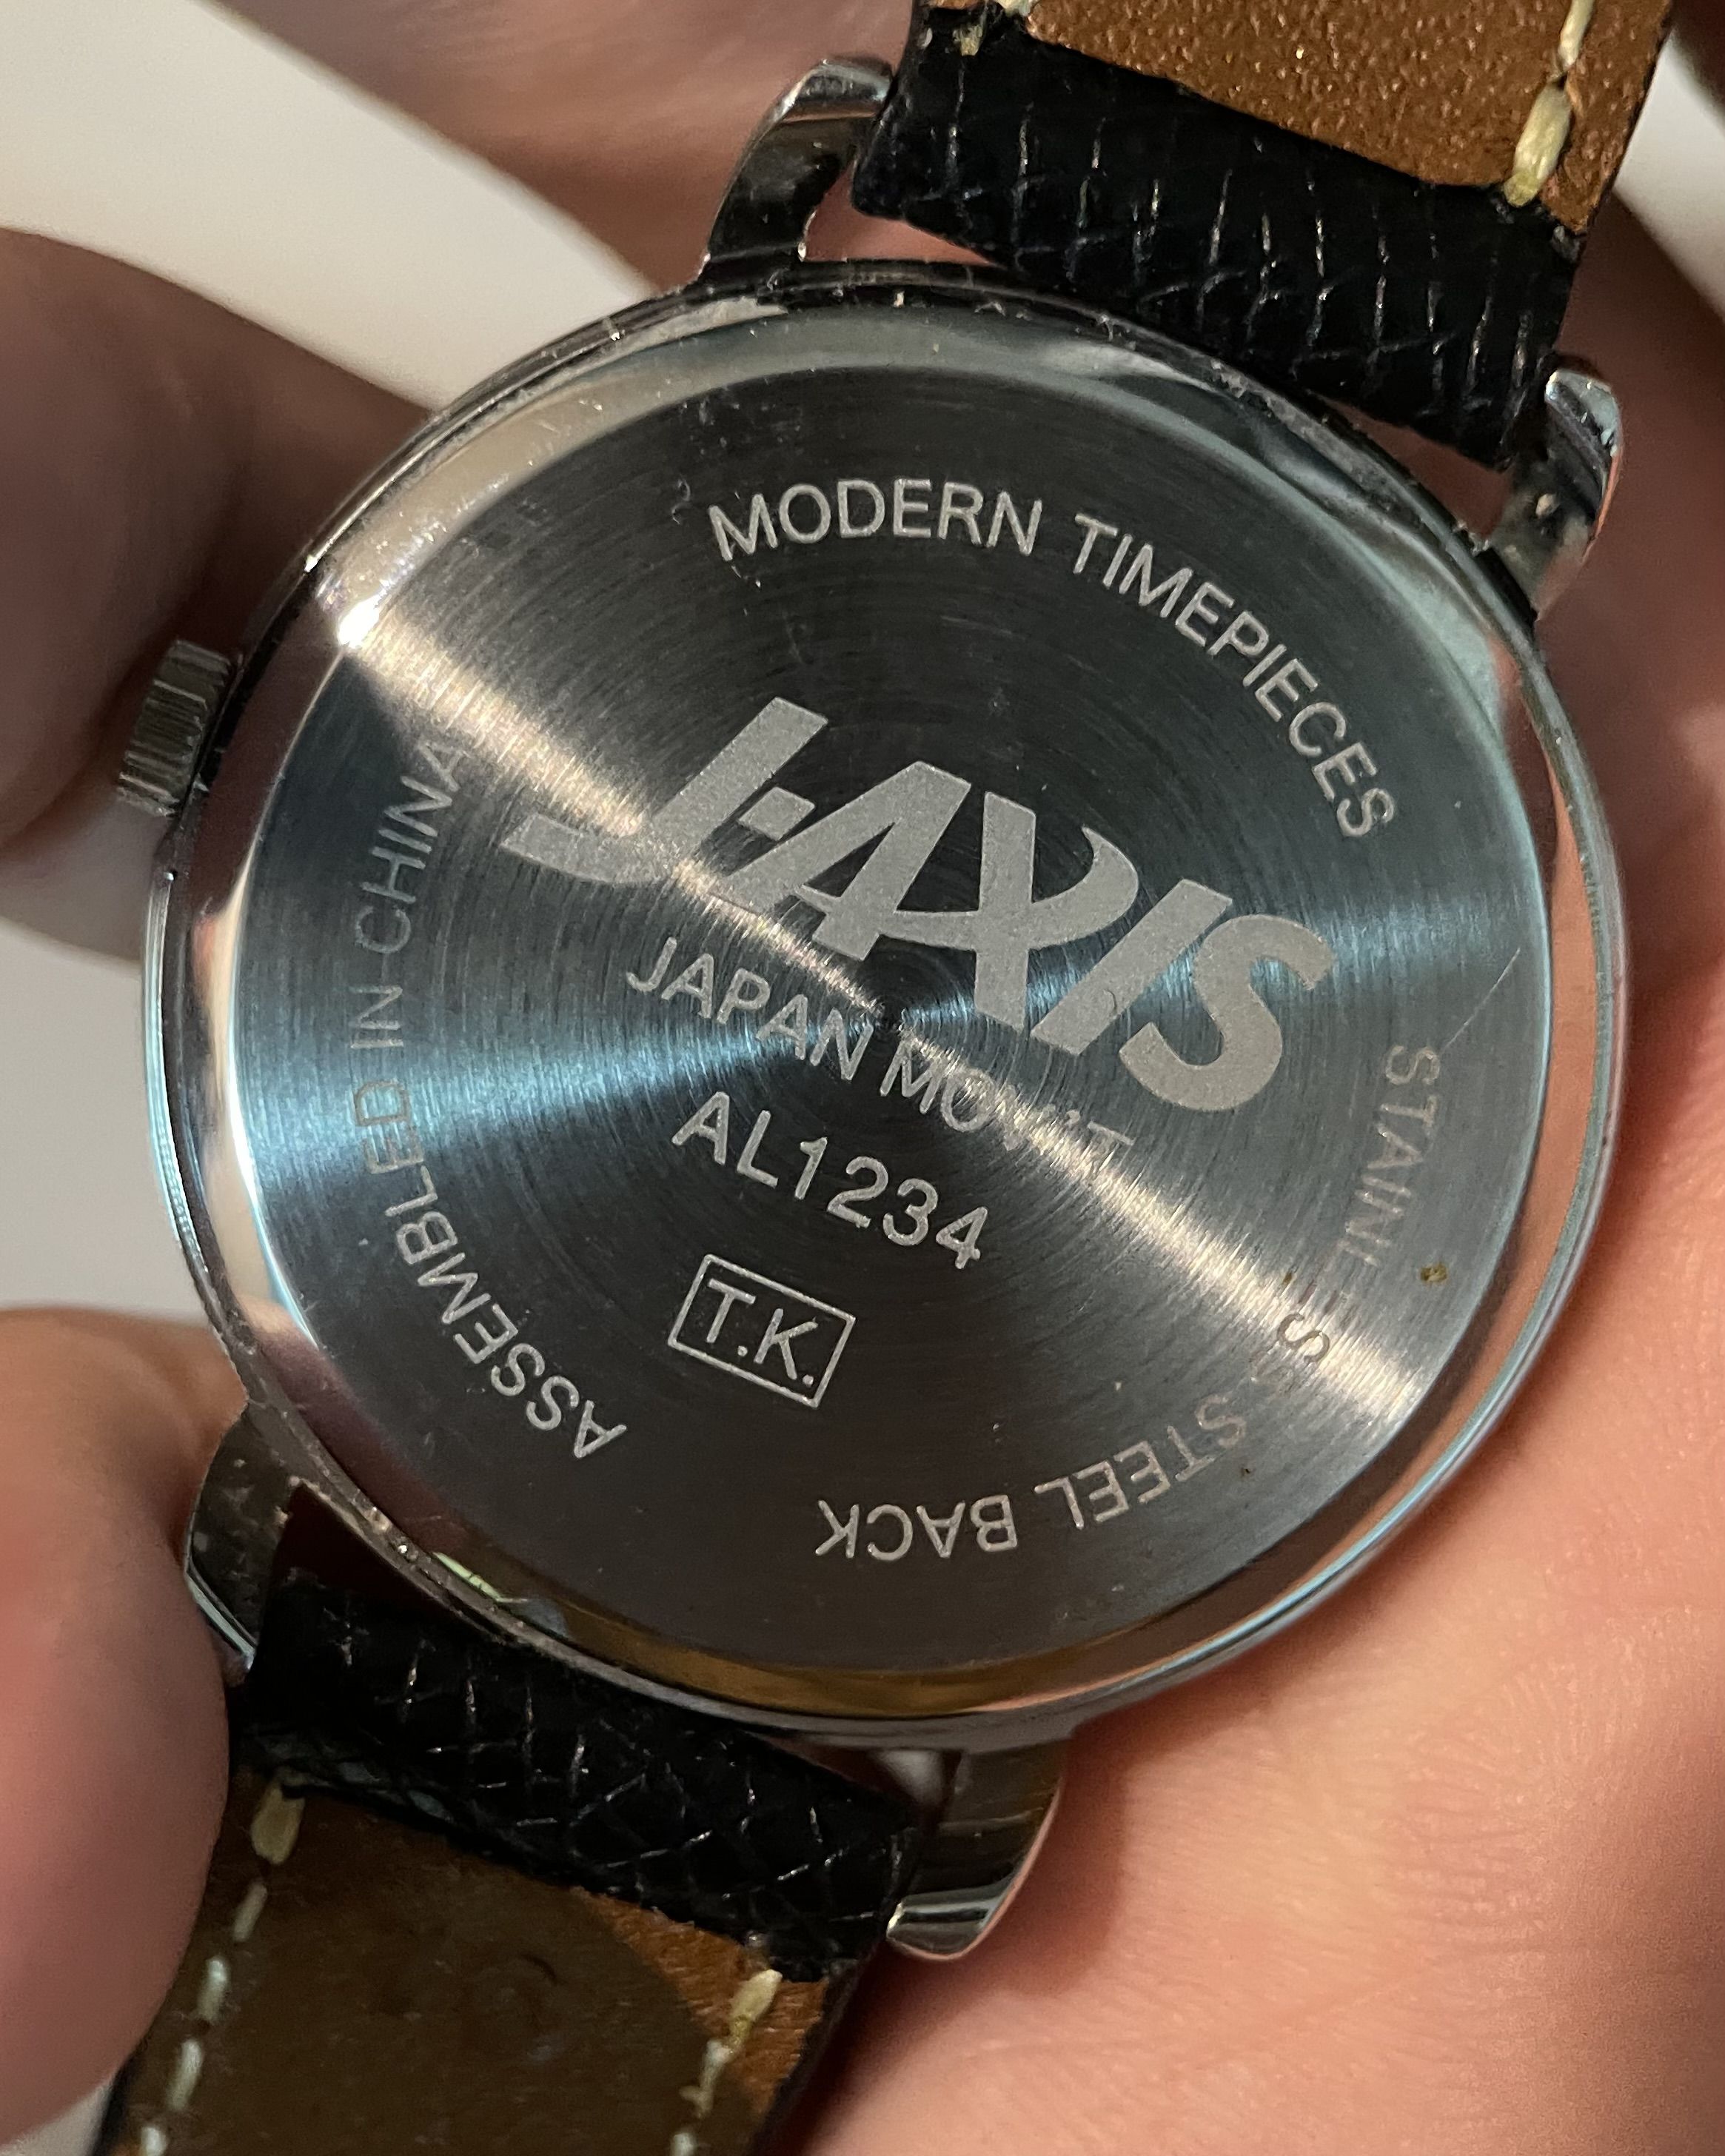 MODERN TIMEPIECES
J-AXIS
JAPAN MOV'T
AL1234
T.K.
STAINLESS STEEL BACK
ASSEMBLED IN CHINA